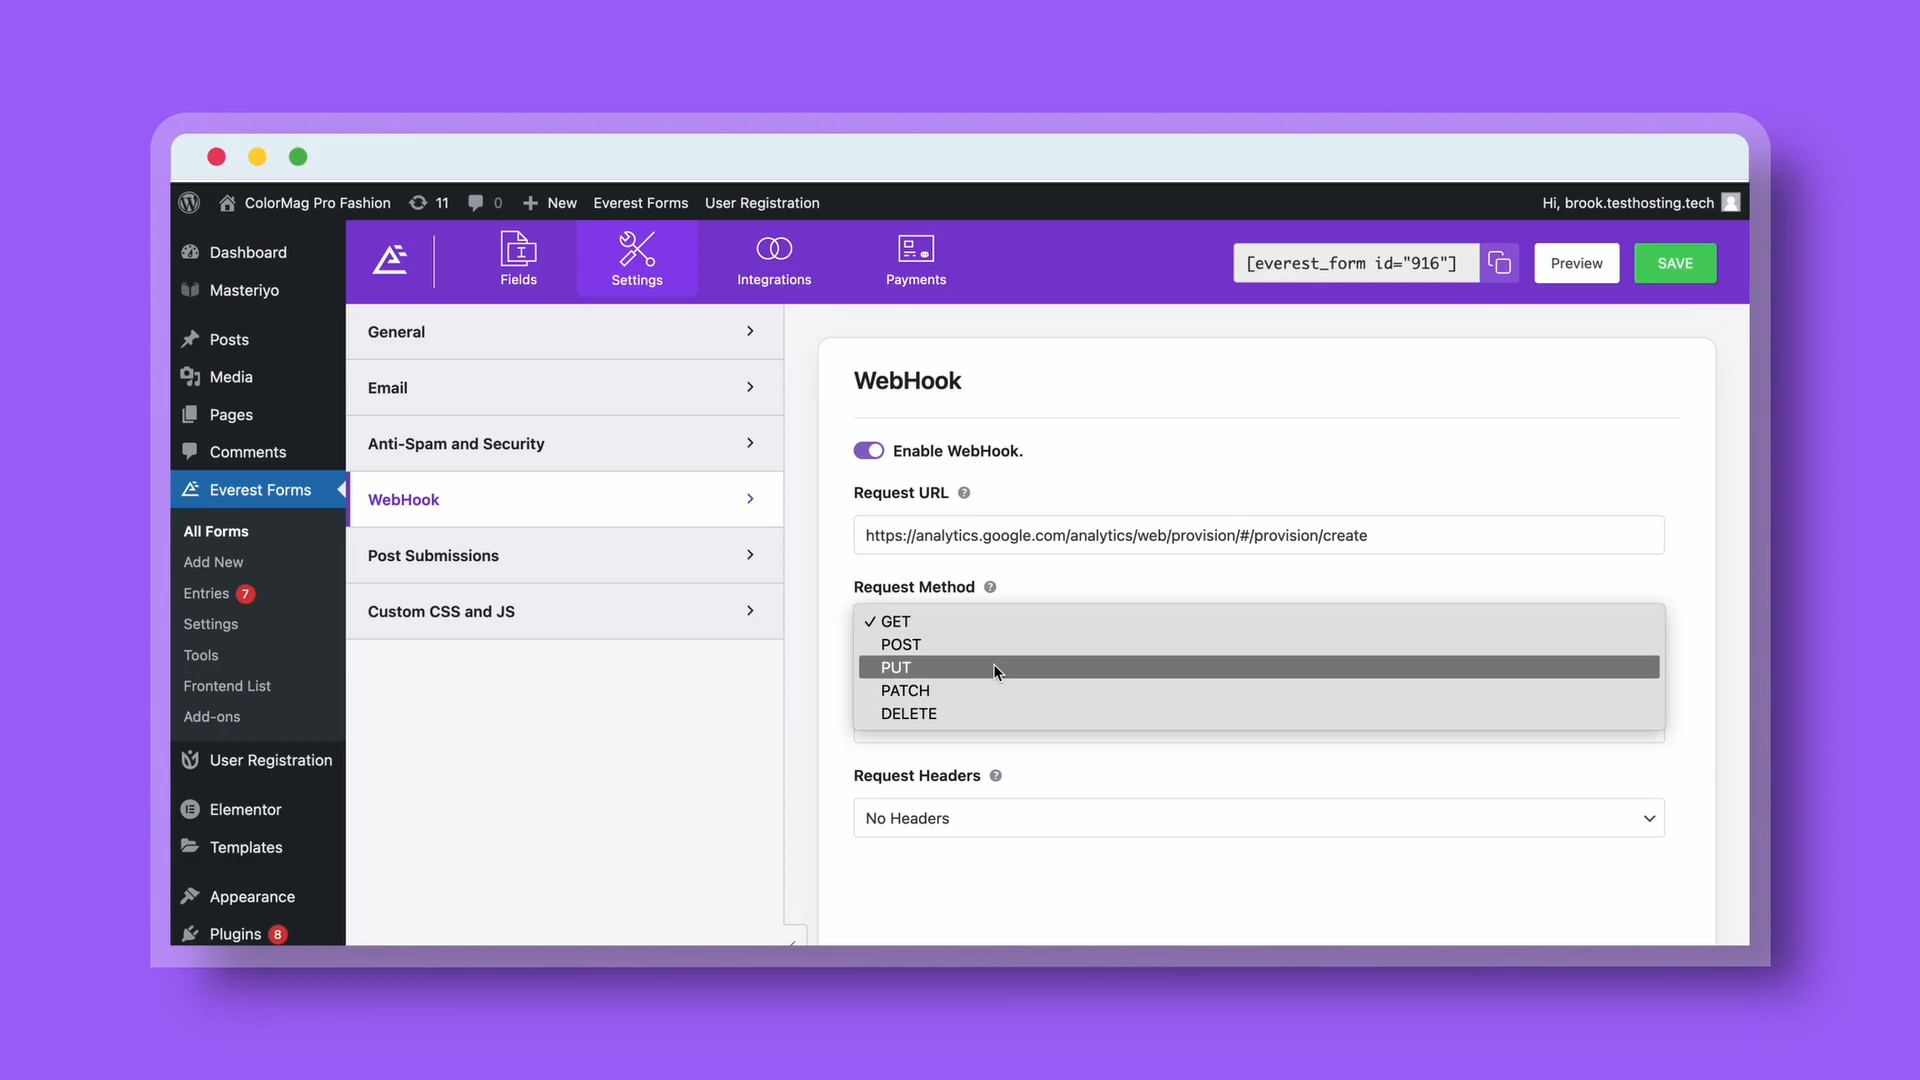 ColorMag Pro Fashion 11 0 New Everest Forms User Registration Hi, brook.testhosting.tech
Dashboard
Masteriyo
Posts
Media
Pages
Comments
Everest Forms
All Forms
Add New
Entries 7
Settings
Tools
Frontend List
Add-ons
User Registration
Elementor
Templates
Appearance
Plugins 8
Fields Settings Integrations Payments
[everest_form id="916"] Preview SAVE
General
Email
Anti-Spam and Security
WebHook
Post Submissions
Custom CSS and JS
WebHook
Enable WebHook.
Request URL ?
https://analytics.google.com/analytics/web/provision/#/provision/create
Request Method ?
✓ GET
POST
PUT
PATCH
DELETE
Request Headers ?
No Headers